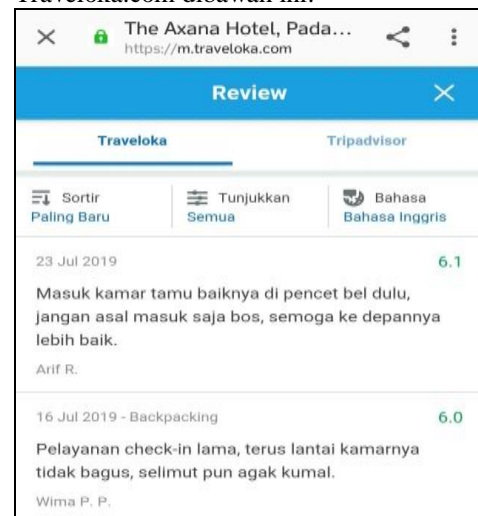 Traveloka.com dibawah ini:
The Axana Hotel, Pada...
https://m.traveloka.com
Review
Traveloka Tripadvisor
Sortir Tunjukkan Bahasa
Paling Baru Semua Bahasa Inggris
23 Jul 2019 6.1
Masuk kamar tamu baiknya di pencet bel dulu,
jangan asal masuk saja bos, semoga ke depannya
lebih baik.
Arif R.
16 Jul 2019 - Backpacking 6.0
Pelayanan check-in lama, terus lantai kamarnya
tidak bagus, selimut pun agak kumal.
Wima P. P.